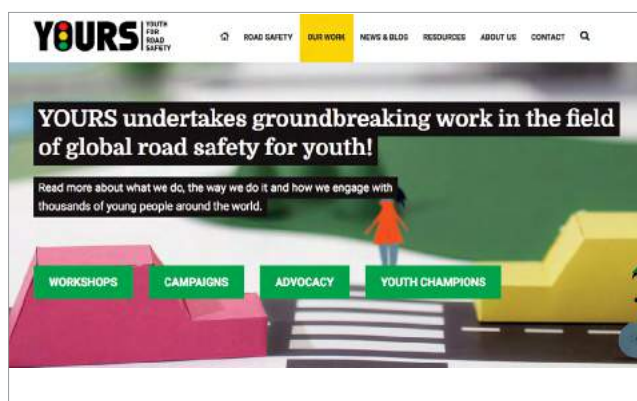 YOURS
YOUTH
FOR
ROAD
SAFETY
ROAD SAFETY OUR WORK NEWS & BLOG RESOURCES ABOUT US CONTACT
YOURS undertakes groundbreaking work in the field
of global road safety for youth!
Read more about what we do, the way we do it and how we engage with
thousands of young people around the world.
WORKSHOPS CAMPAIGNS ADVOCACY YOUTH CHAMPIONS